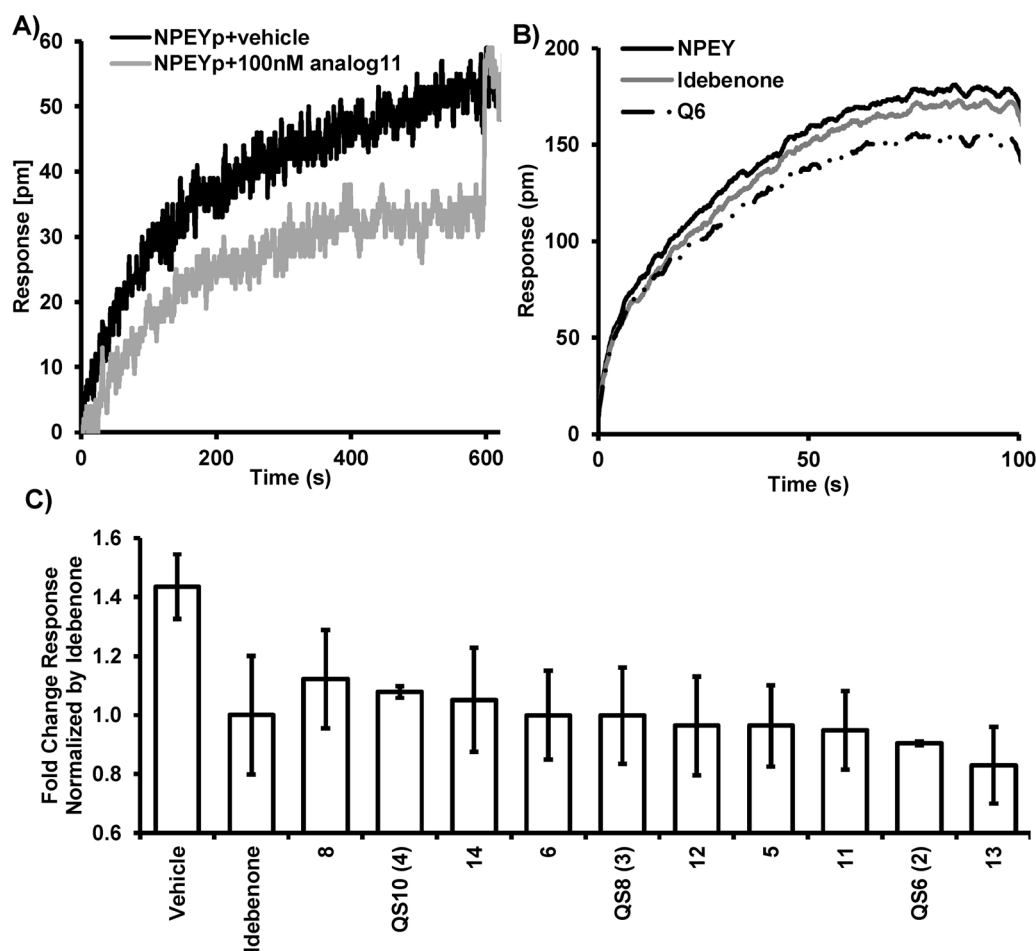 A)
NPEYp+vehicle
NPEYp+100nM analog11
Response [pm]
60
50
40
30
20
10
0
0 200 400 600
Time (s)
B)
NPEY
Idebenone
Q6
Response (pm)
200
150
100
50
0
0 50 100
Time (s)
C)
Fold Change Response
Normalized by Idebenone
1.6
1.4
1.2
1.0
0.8
0.6
Vehicle
Idebenone
8
QS10 (4)
14
6
QS8 (3)
12
5
11
QS6 (2)
13